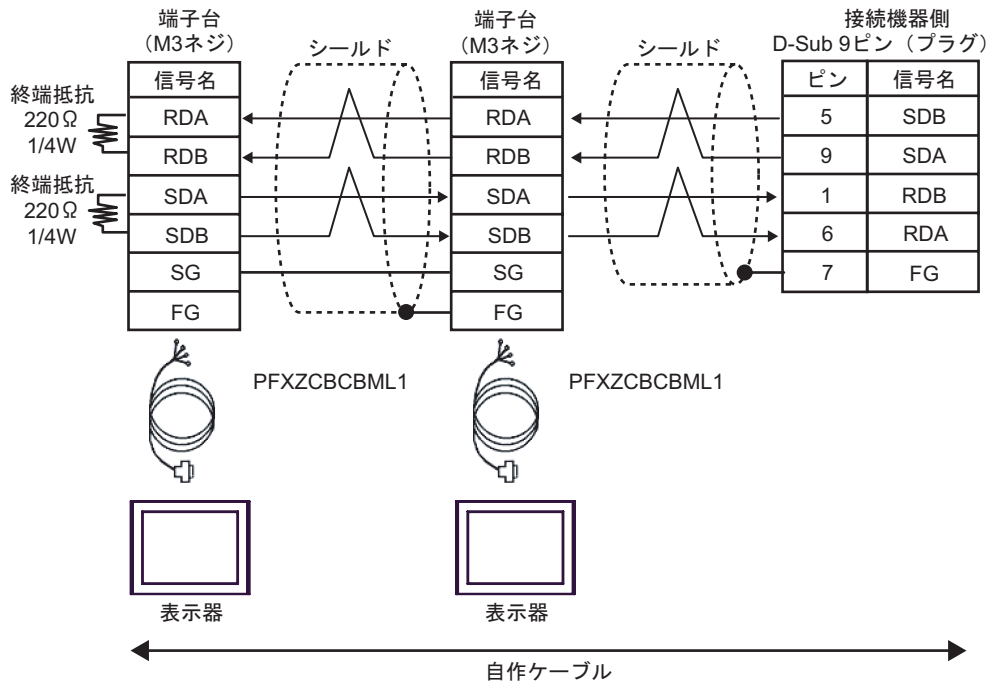 端子台
（M3ネジ）
シールド
端子台
（M3ネジ）
シールド
接続機器側
D-Sub 9ピン（プラグ）
終端抵抗
220Ω
1/4W
終端抵抗
220Ω
1/4W
信号名
RDA
RDB
SDA
SDB
SG
FG
信号名
RDA
RDB
SDA
SDB
SG
FG
ピン 信号名
5 SDB
9 SDA
1 RDB
6 RDA
7 FG
PFXZCBCBML1
PFXZCBCBML1
表示器
表示器
自作ケーブル